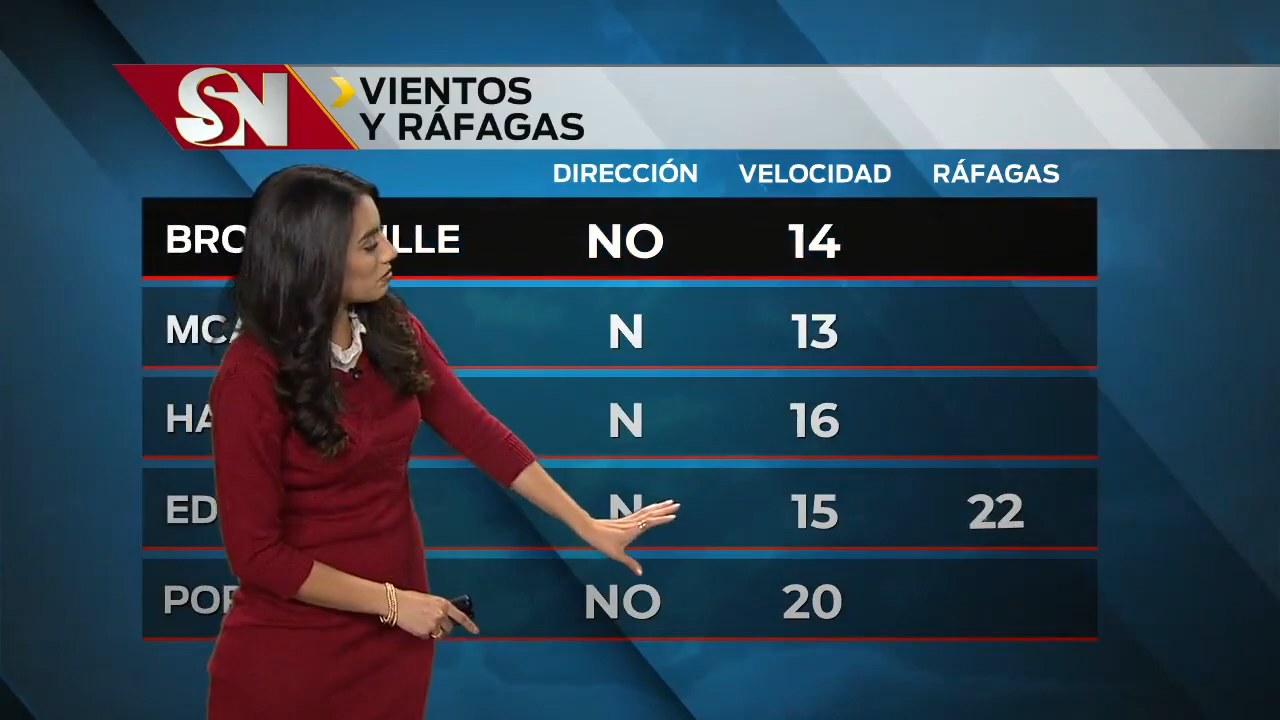 SN
VIENTOS
Y RÁFAGAS
DIRECCIÓN VELOCIDAD RÁFAGAS
NO 14
N 13
N 16
N 15 22
NO 20